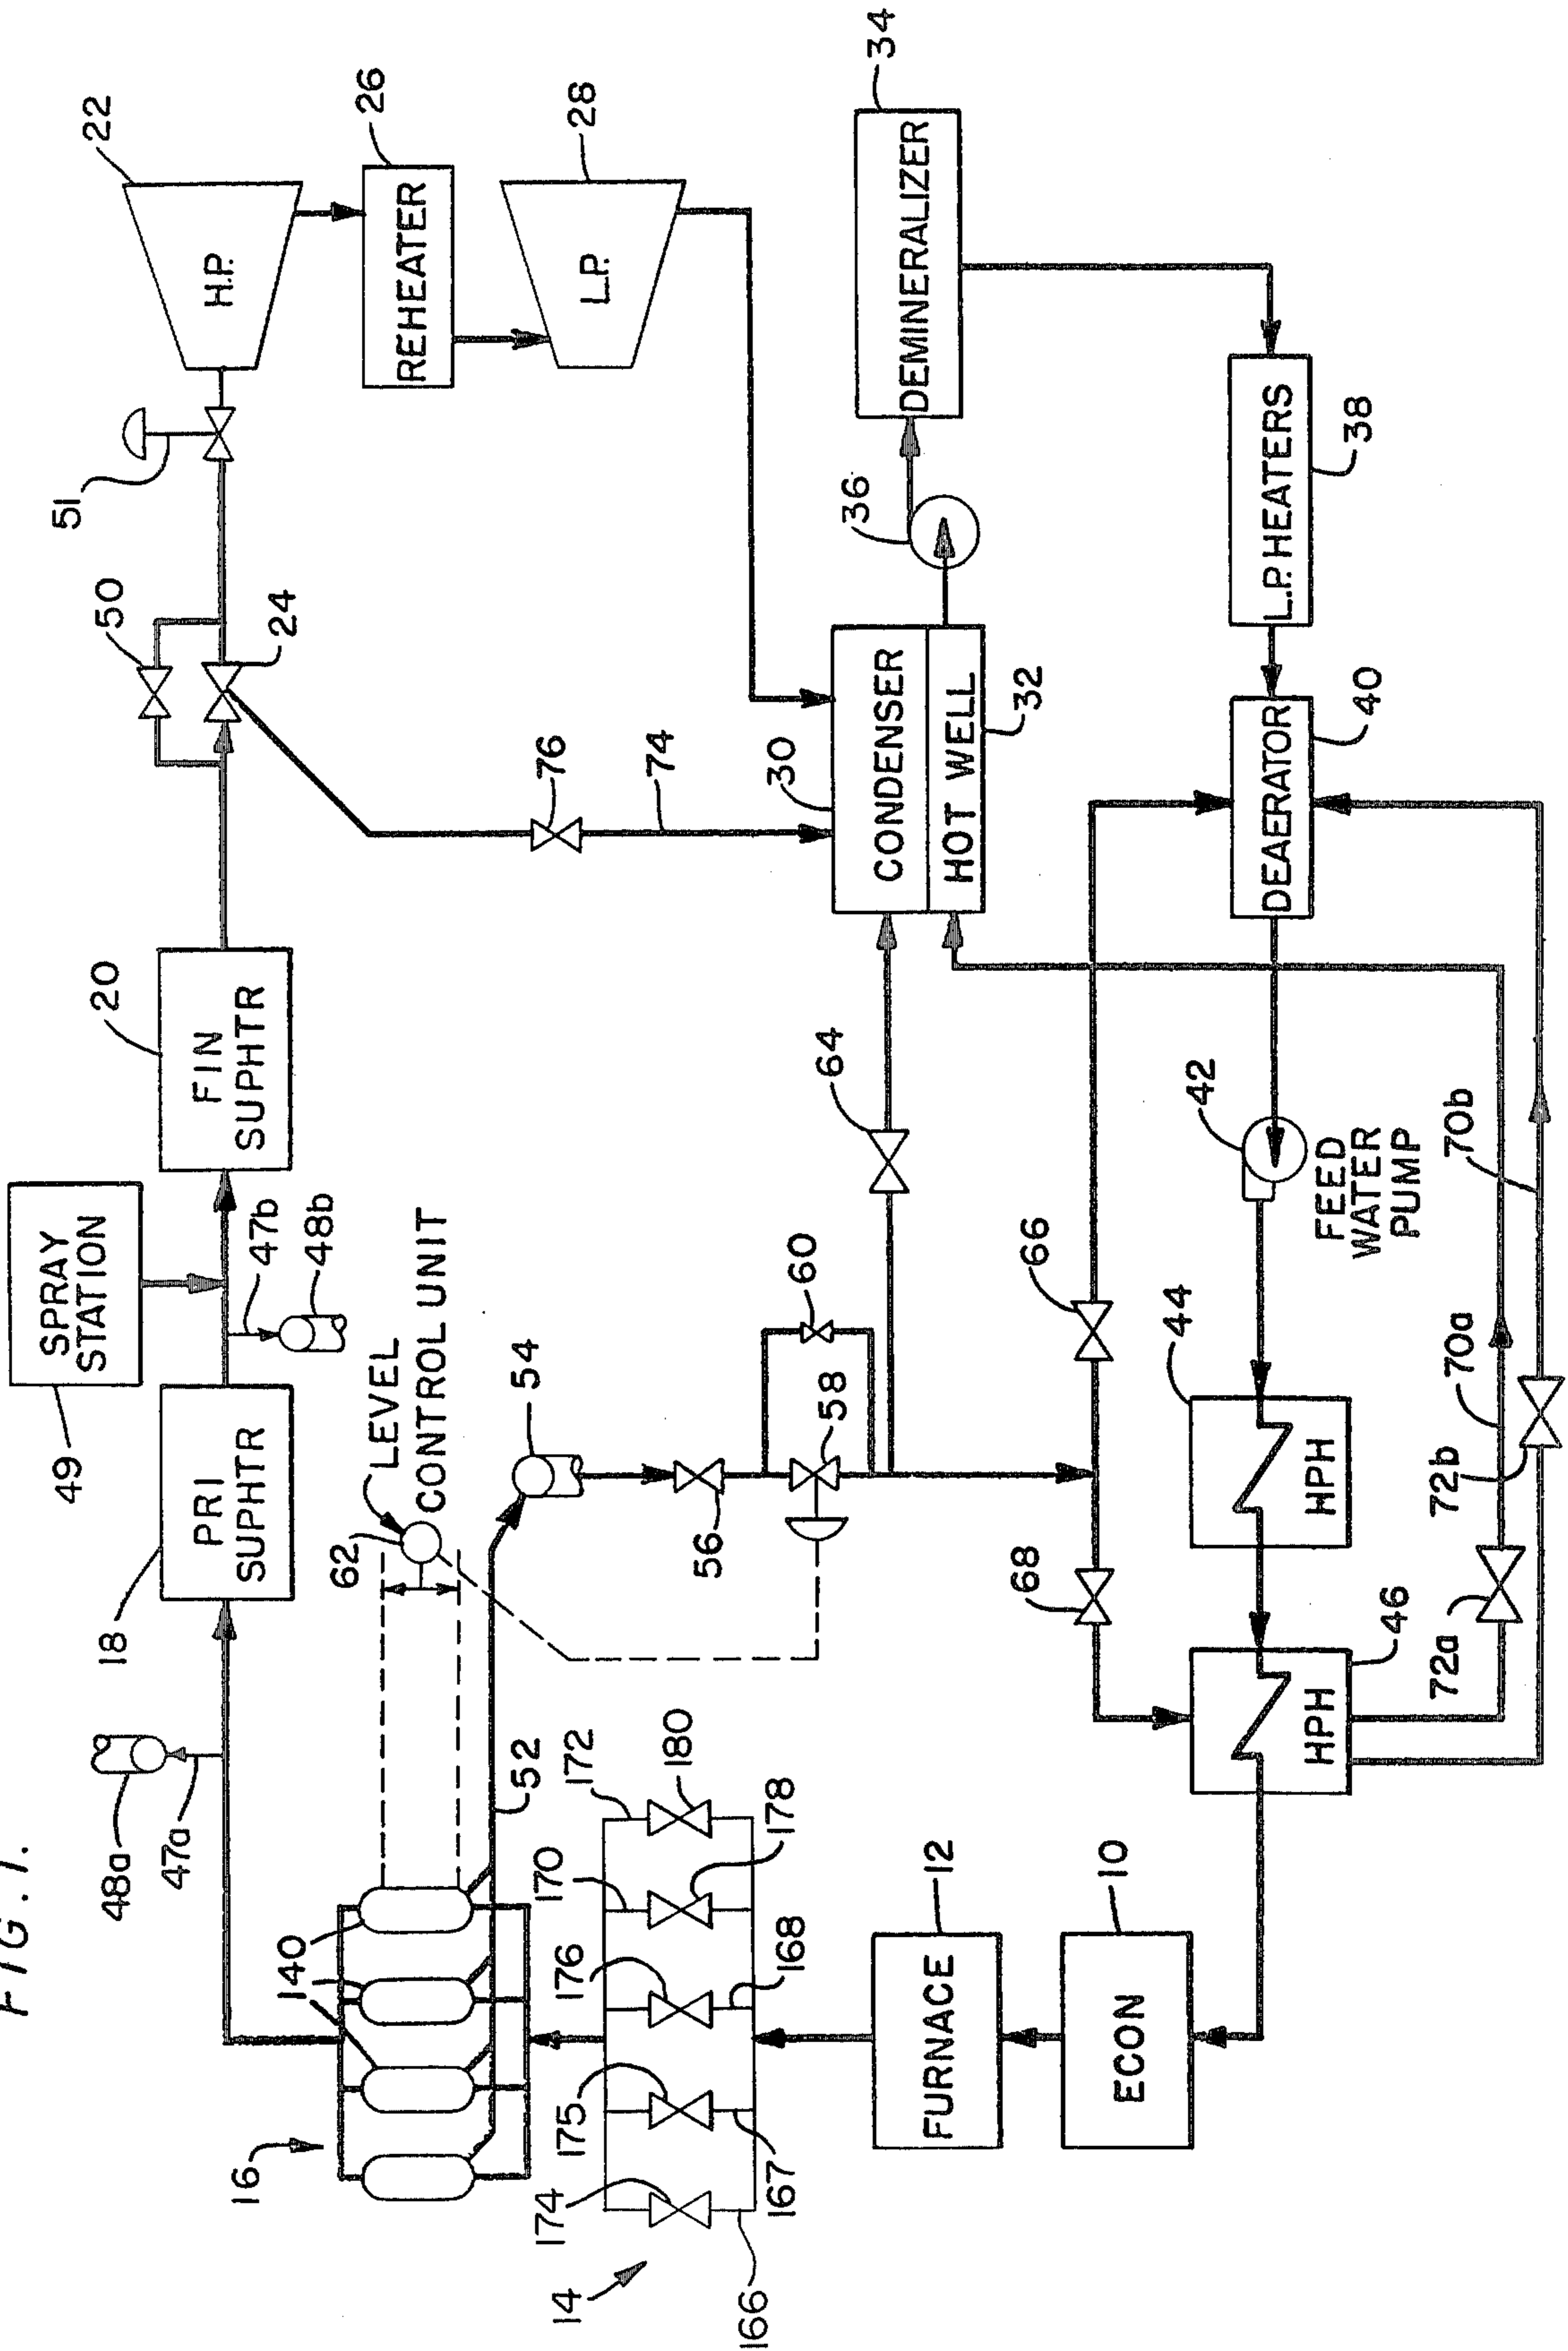 FIG. 1.
48a
47a
18
PRI
SUPHTR
49
SPRAY
STATION
47b
48b
20
FIN
SUPHTR
50
24
51
22
H.P.
26
REHEATER
28
L.P.
16
140
62
LEVEL
CONTROL UNIT
52
54
56
58
60
64
76
74
30
CONDENSER
HOT WELL
32
36
34
DEMINERALIZER
14
174
175
176
170
172
180
178
166
167
168
68
66
12
FURNACE
10
ECON
46
HPH
44
HPH
42
FEED
WATER
PUMP
DEAERATOR
40
L.P. HEATERS
38
72a
72b
70a
70b